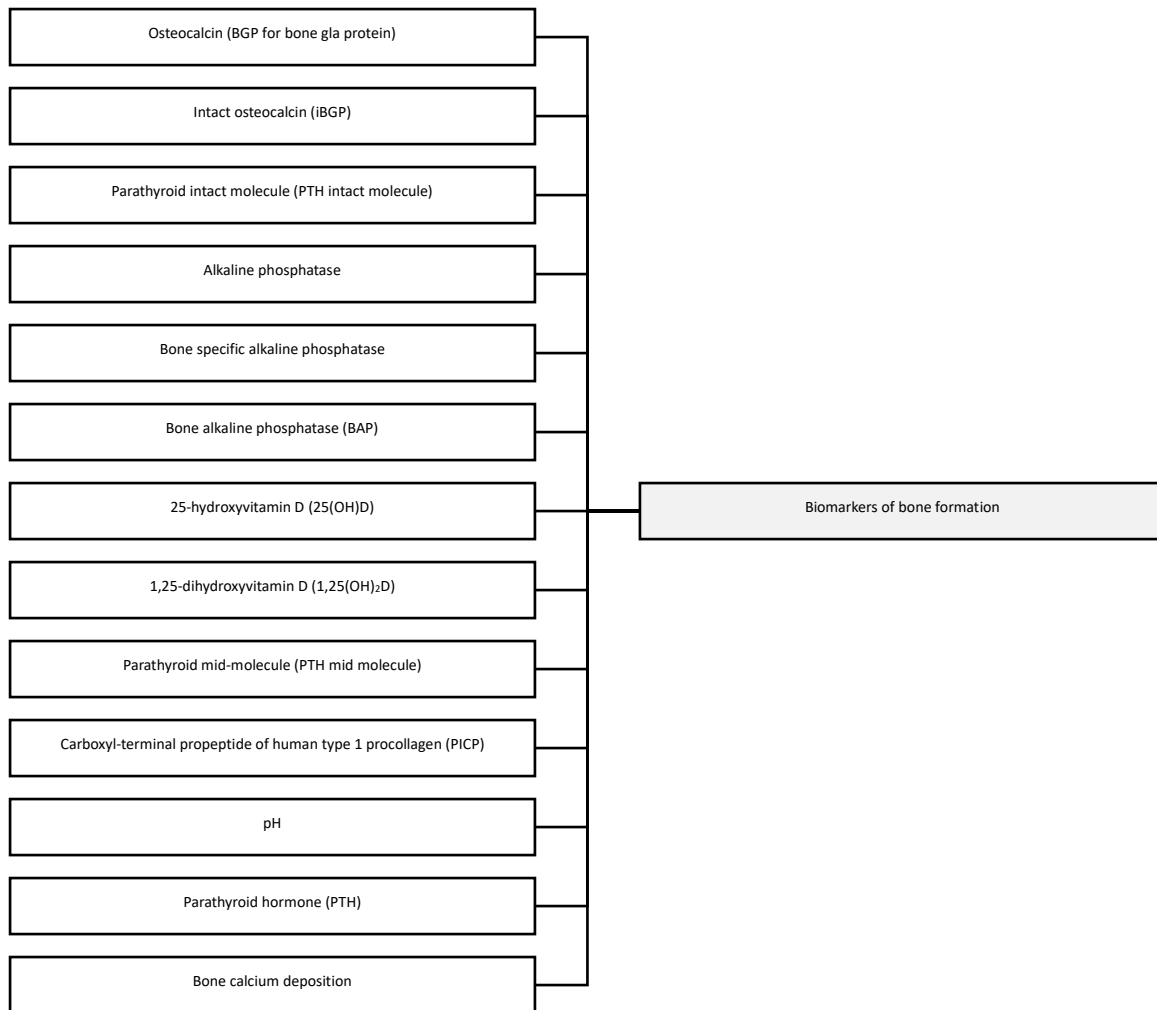 Osteocalcin (BGP for bone gla protein)
Intact osteocalcin (iBGP)
Parathyroid intact molecule (PTH intact molecule)
Alkaline phosphatase
Bone specific alkaline phosphatase
Bone alkaline phosphatase (BAP)
25-hydroxyvitamin D (25(OH)D)
Biomarkers of bone formation
1,25-dihydroxyvitamin D (1,25(OH)₂D)
Parathyroid mid-molecule (PTH mid molecule)
Carboxyl-terminal propeptide of human type 1 procollagen (PICP)
pH
Parathyroid hormone (PTH)
Bone calcium deposition